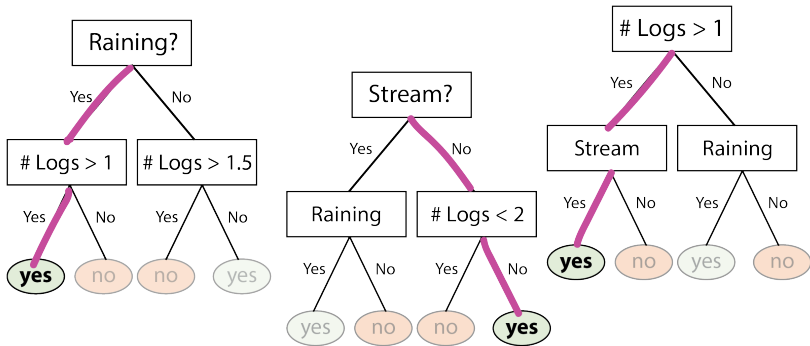 Raining?
Yes
No
# Logs > 1
# Logs > 1.5
Yes
No
Yes
No
yes
no
no
yes
Stream?
Yes
No
Raining
# Logs < 2
Yes
No
Yes
No
yes
no
no
yes
# Logs > 1
Yes
No
Stream
Raining
Yes
No
Yes
No
yes
no
yes
no